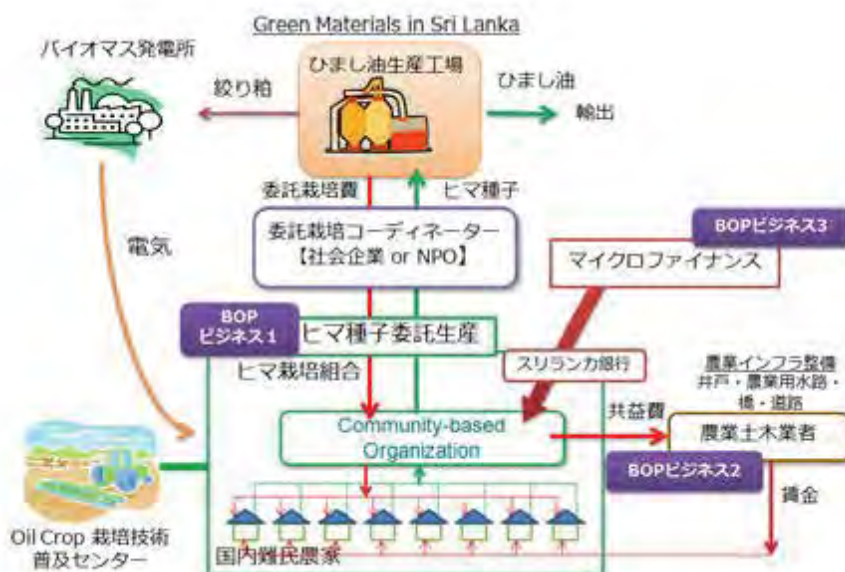 Green Materials in Sri Lanka
バイオマス発電所
ひまし油生産工場
絞り粕
ひまし油
輸出
委託栽培費
ヒマ種子
電気
委託栽培コーディネーター
【社会企業 or NPO】
BOPビジネス3
マイクロファイナンス
BOP
ビジネス1
ヒマ種子委託生産
ヒマ栽培組合
スリランカ銀行
農業インフラ整備
井戸・農業用水路・
橋・道路
Community-based
Organization
共益費
農業土木業者
BOPビジネス2
賃金
Oil Crop 栽培技術
普及センター
国内難民農家